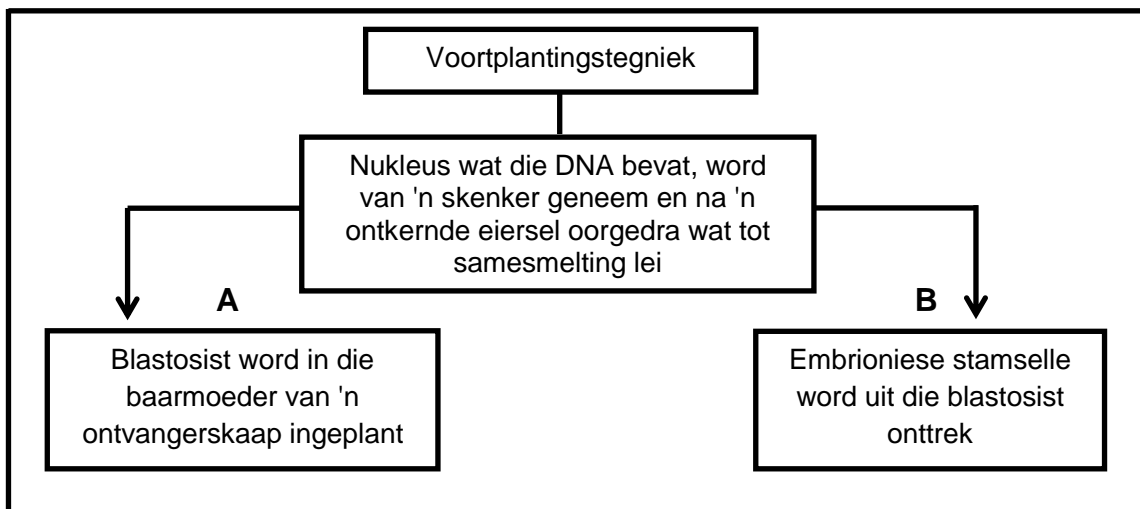 Voortplantingstegniek
Nukleus wat die DNA bevat, word
van 'n skenker geneem en na 'n
ontkernde eiersel oorgedra wat tot
samesmelting lei
A
B
Blastosist word in die
baarmoeder van 'n
ontvangerskaap ingeplant
Embrioniese stamselle
word uit die blastosist
onttrek